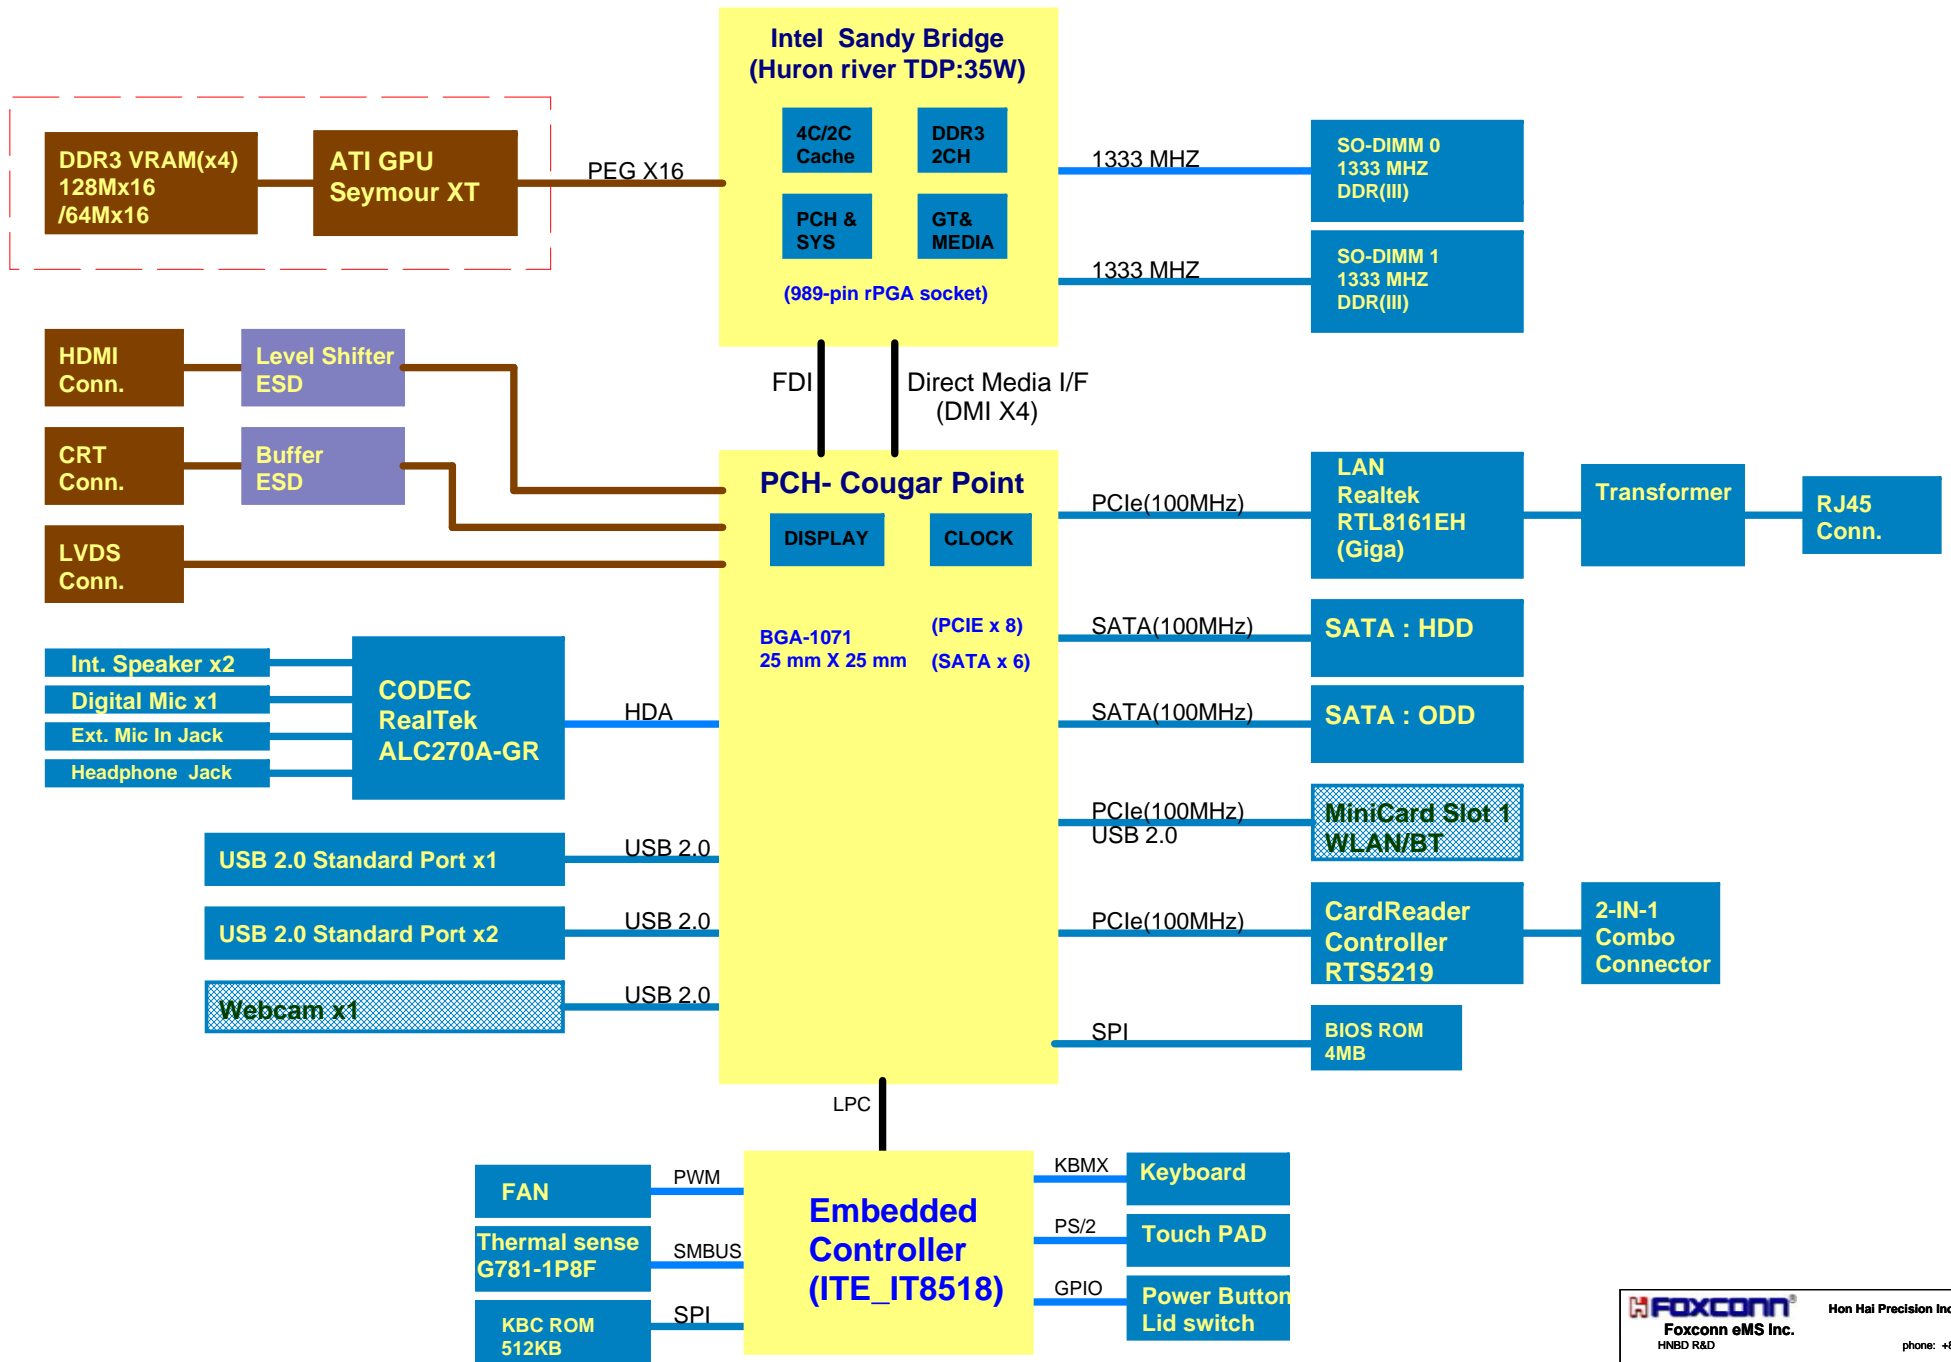 Intel Sandy Bridge
(Huron river TDP:35W)
4C/2C
Cache
DDR3
2CH
PCH &
SYS
GT&
MEDIA
(989-pin rPGA socket)
DDR3 VRAM(x4)
128Mx16
/64Mx16
ATI GPU
Seymour XT
PEG X16
1333 MHZ
SO-DIMM 0
1333 MHZ
DDR(III)
1333 MHZ
SO-DIMM 1
1333 MHZ
DDR(III)
HDMI
Conn.
Level Shifter
ESD
FDI
Direct Media I/F
(DMI X4)
CRT
Conn.
Buffer
ESD
LVDS
Conn.
PCH- Cougar Point
DISPLAY
CLOCK
BGA-1071
25 mm X 25 mm
(PCIE x 8)
(SATA x 6)
PCIe(100MHz)
LAN
Realtek
RTL8161EH
(Giga)
Transformer
RJ45
Conn.
SATA(100MHz)
SATA : HDD
SATA(100MHz)
SATA : ODD
Int. Speaker x2
Digital Mic x1
Ext. Mic In Jack
Headphone Jack
CODEC
RealTek
ALC270A-GR
HDA
PCIe(100MHz)
USB 2.0
MiniCard Slot 1
WLAN/BT
USB 2.0 Standard Port x1
USB 2.0
USB 2.0 Standard Port x2
USB 2.0
Webcam x1
USB 2.0
PCIe(100MHz)
CardReader
Controller
RTS5219
2-IN-1
Combo
Connector
SPI
BIOS ROM
4MB
LPC
FAN
PWM
Thermal sense
G781-1P8F
SMBUS
KBC ROM
512KB
SPI
Embedded
Controller
(ITE_IT8518)
KBMX
Keyboard
PS/2
Touch PAD
GPIO
Power Button
Lid switch
FOXCONN®
Hon Hai Precision Ind
Foxconn eMS Inc.
HNBD R&D
phone: +8